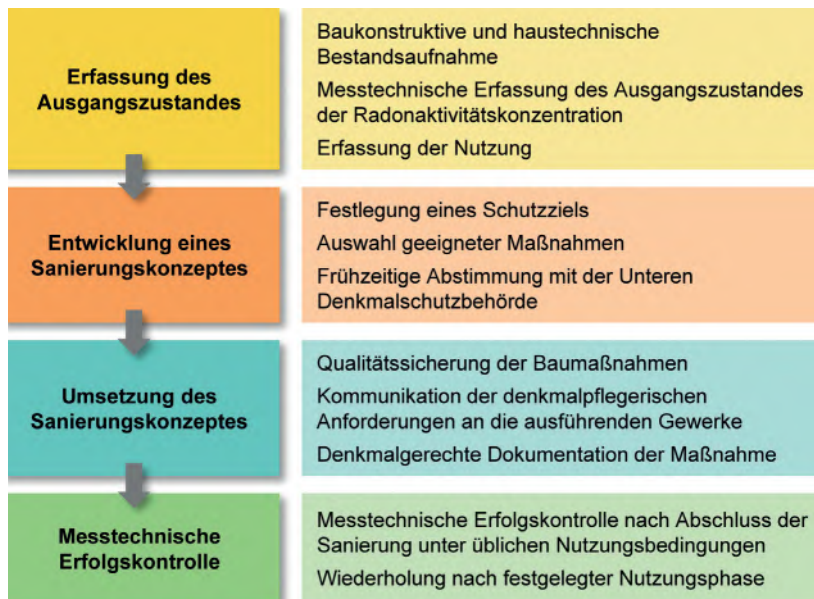 Erfassung des
Ausgangszustandes
Baukonstruktive und haustechnische
Bestandsaufnahme
Messtechnische Erfassung des Ausgangszustandes
der Radonaktivitätskonzentration
Erfassung der Nutzung
Entwicklung eines
Sanierungskonzeptes
Festlegung eines Schutzziels
Auswahl geeigneter Maßnahmen
Frühzeitige Abstimmung mit der Unteren
Denkmalschutzbehörde
Umsetzung des
Sanierungskonzeptes
Qualitätssicherung der Baumaßnahmen
Kommunikation der denkmalpflegerischen
Anforderungen an die ausführenden Gewerke
Denkmalgerechte Dokumentation der Maßnahme
Messtechnische
Erfolgskontrolle
Messtechnische Erfolgskontrolle nach Abschluss der
Sanierung unter üblichen Nutzungsbedingungen
Wiederholung nach festgelegter Nutzungsphase